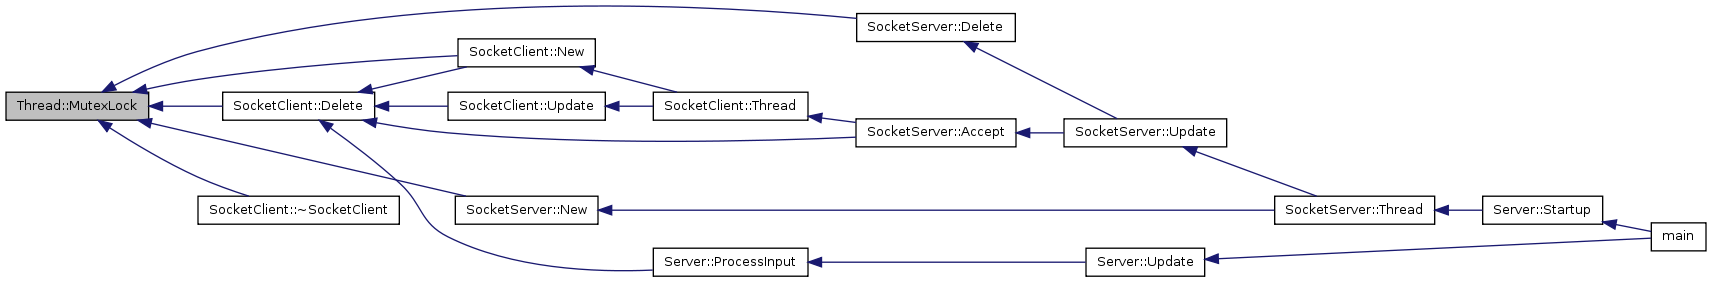 SocketServer::Delete
SocketClient::New
Thread::MutexLock
SocketClient::Delete
SocketClient::Update
SocketClient::Thread
SocketServer::Accept
SocketServer::Update
SocketClient::~SocketClient
SocketServer::New
SocketServer::Thread
Server::Startup
main
Server::ProcessInput
Server::Update